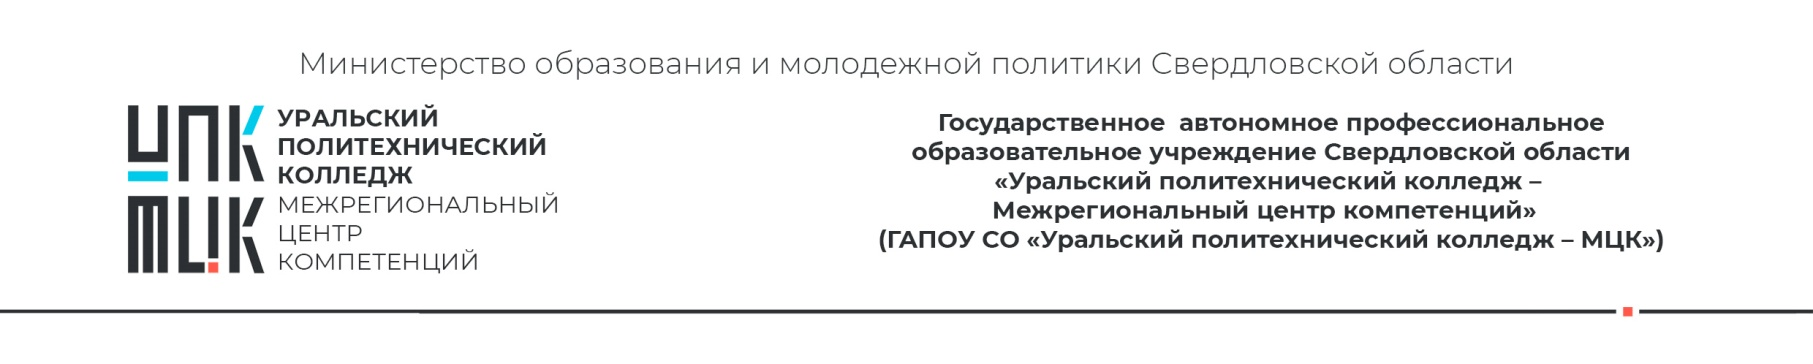 Министерство образования и молодежной политики Свердловской области
УПК
МЦК
УРАЛЬСКИЙ
ПОЛИТЕХНИЧЕСКИЙ
КОЛЛЕДЖ
МЕЖРЕГИОНАЛЬНЫЙ
ЦЕНТР
КОМПЕТЕНЦИЙ
Государственное автономное профессиональное
образовательное учреждение Свердловской области
«Уральский политехнический колледж –
Межрегиональный центр компетенций»
(ГАПОУ СО «Уральский политехнический колледж – МЦК»)